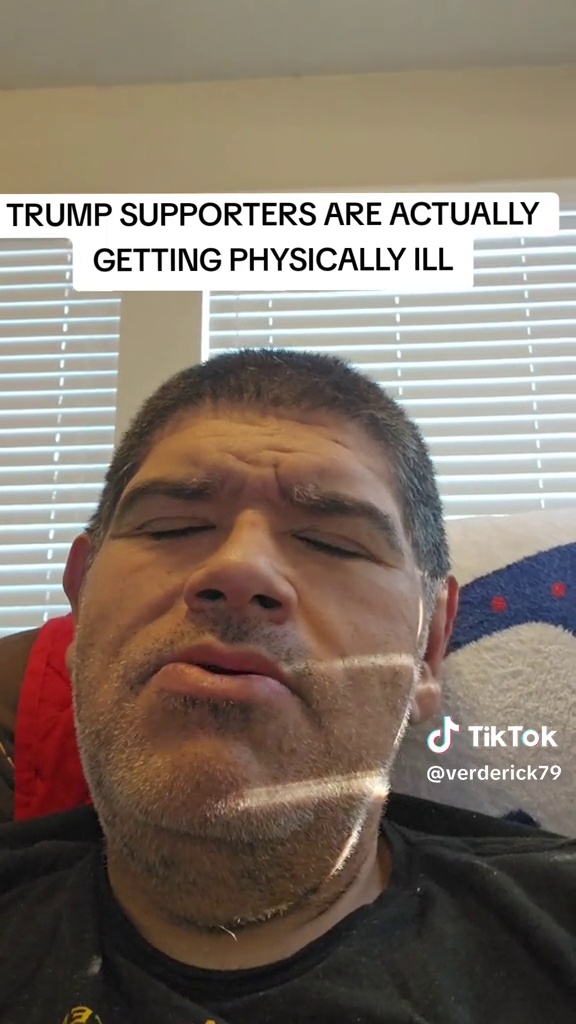 TRUMP SUPPORTERS ARE ACTUALLY
GETTING PHYSICALLY ILL
TikTok
@verderick79